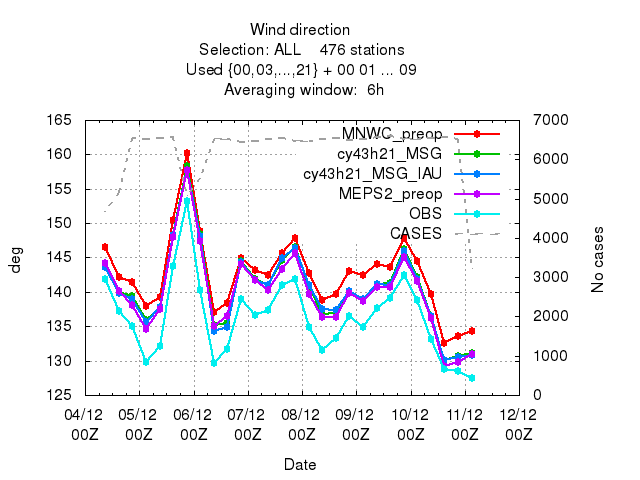 Wind direction
Selection: ALL 476 stations
Used {00,03,...,21} + 00 01 ... 09
Averaging window: 6h
165 7000
160 6000
155
150 5000
145 4000
140 3000
135 2000
130 1000
125 0
deg
No cases
MNWC_preop
cy43h21_MSG
cy43h21_MSG_IAU
MEPS2_preop
OBS
CASES
04/12 05/12 06/12 07/12 08/12 09/12 10/12 11/12 12/12
00Z 00Z 00Z 00Z 00Z 00Z 00Z 00Z 00Z
Date